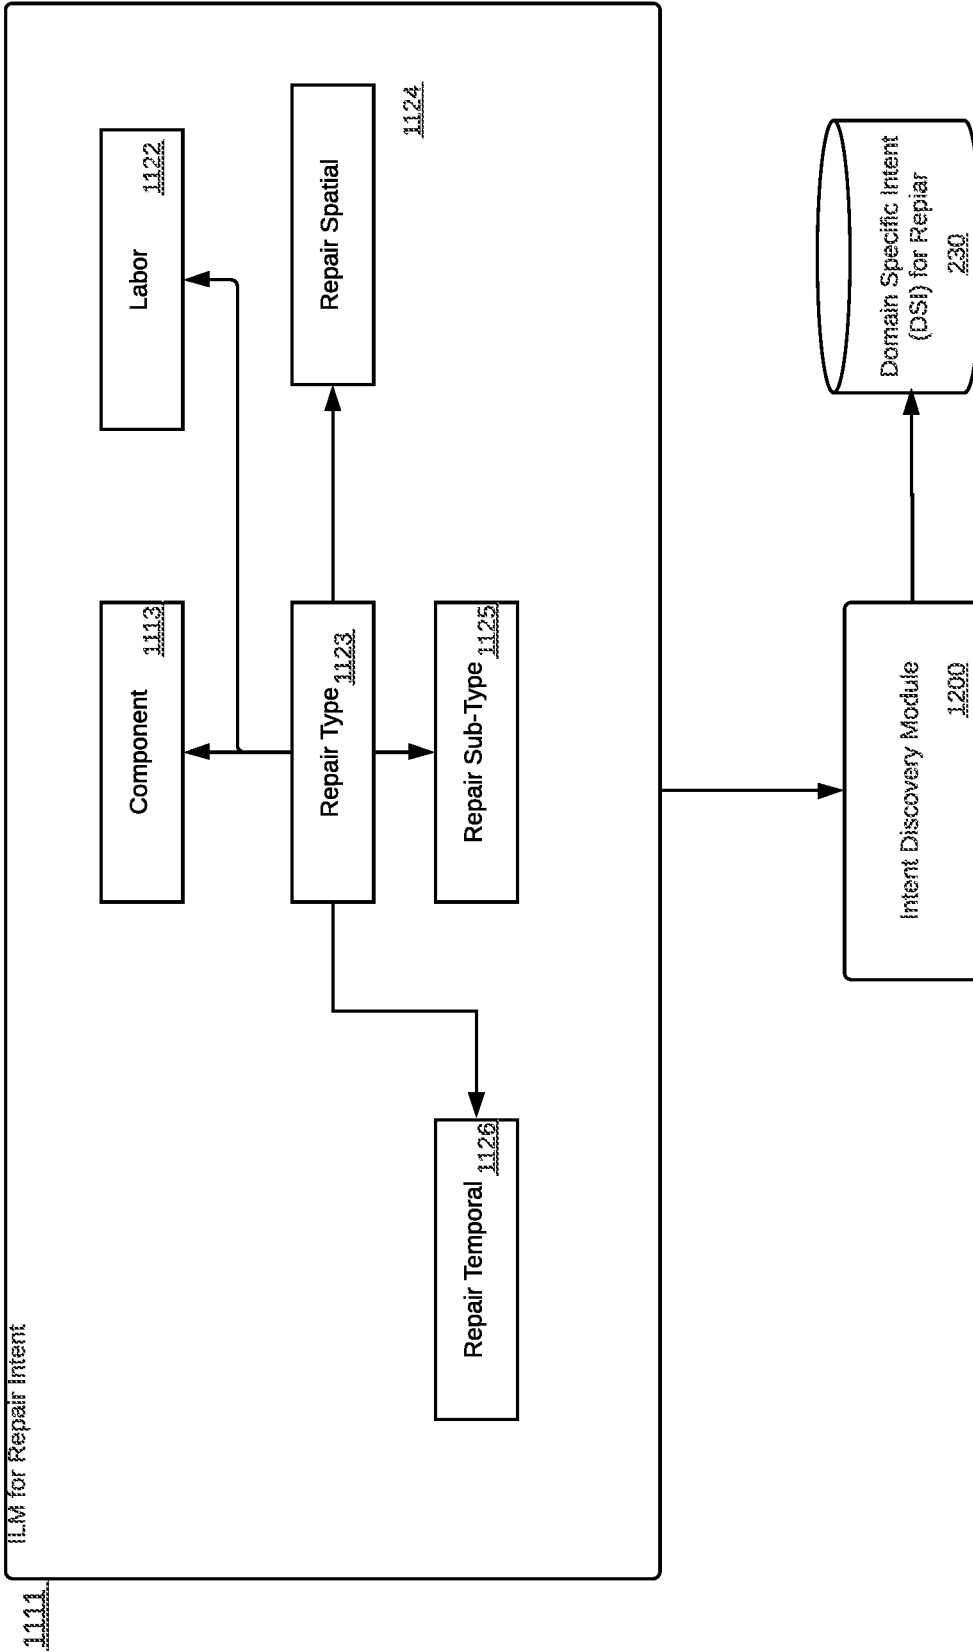 1111
ILM for Repair Intent
Component
1113
Labor
1122
Repair Type
1123
Repair Spatial
1124
Repair Temporal
1126
Repair Sub-Type
1125
Intent Discovery Module
1200
Domain Specific Intent
(DSI) for Repiar
230